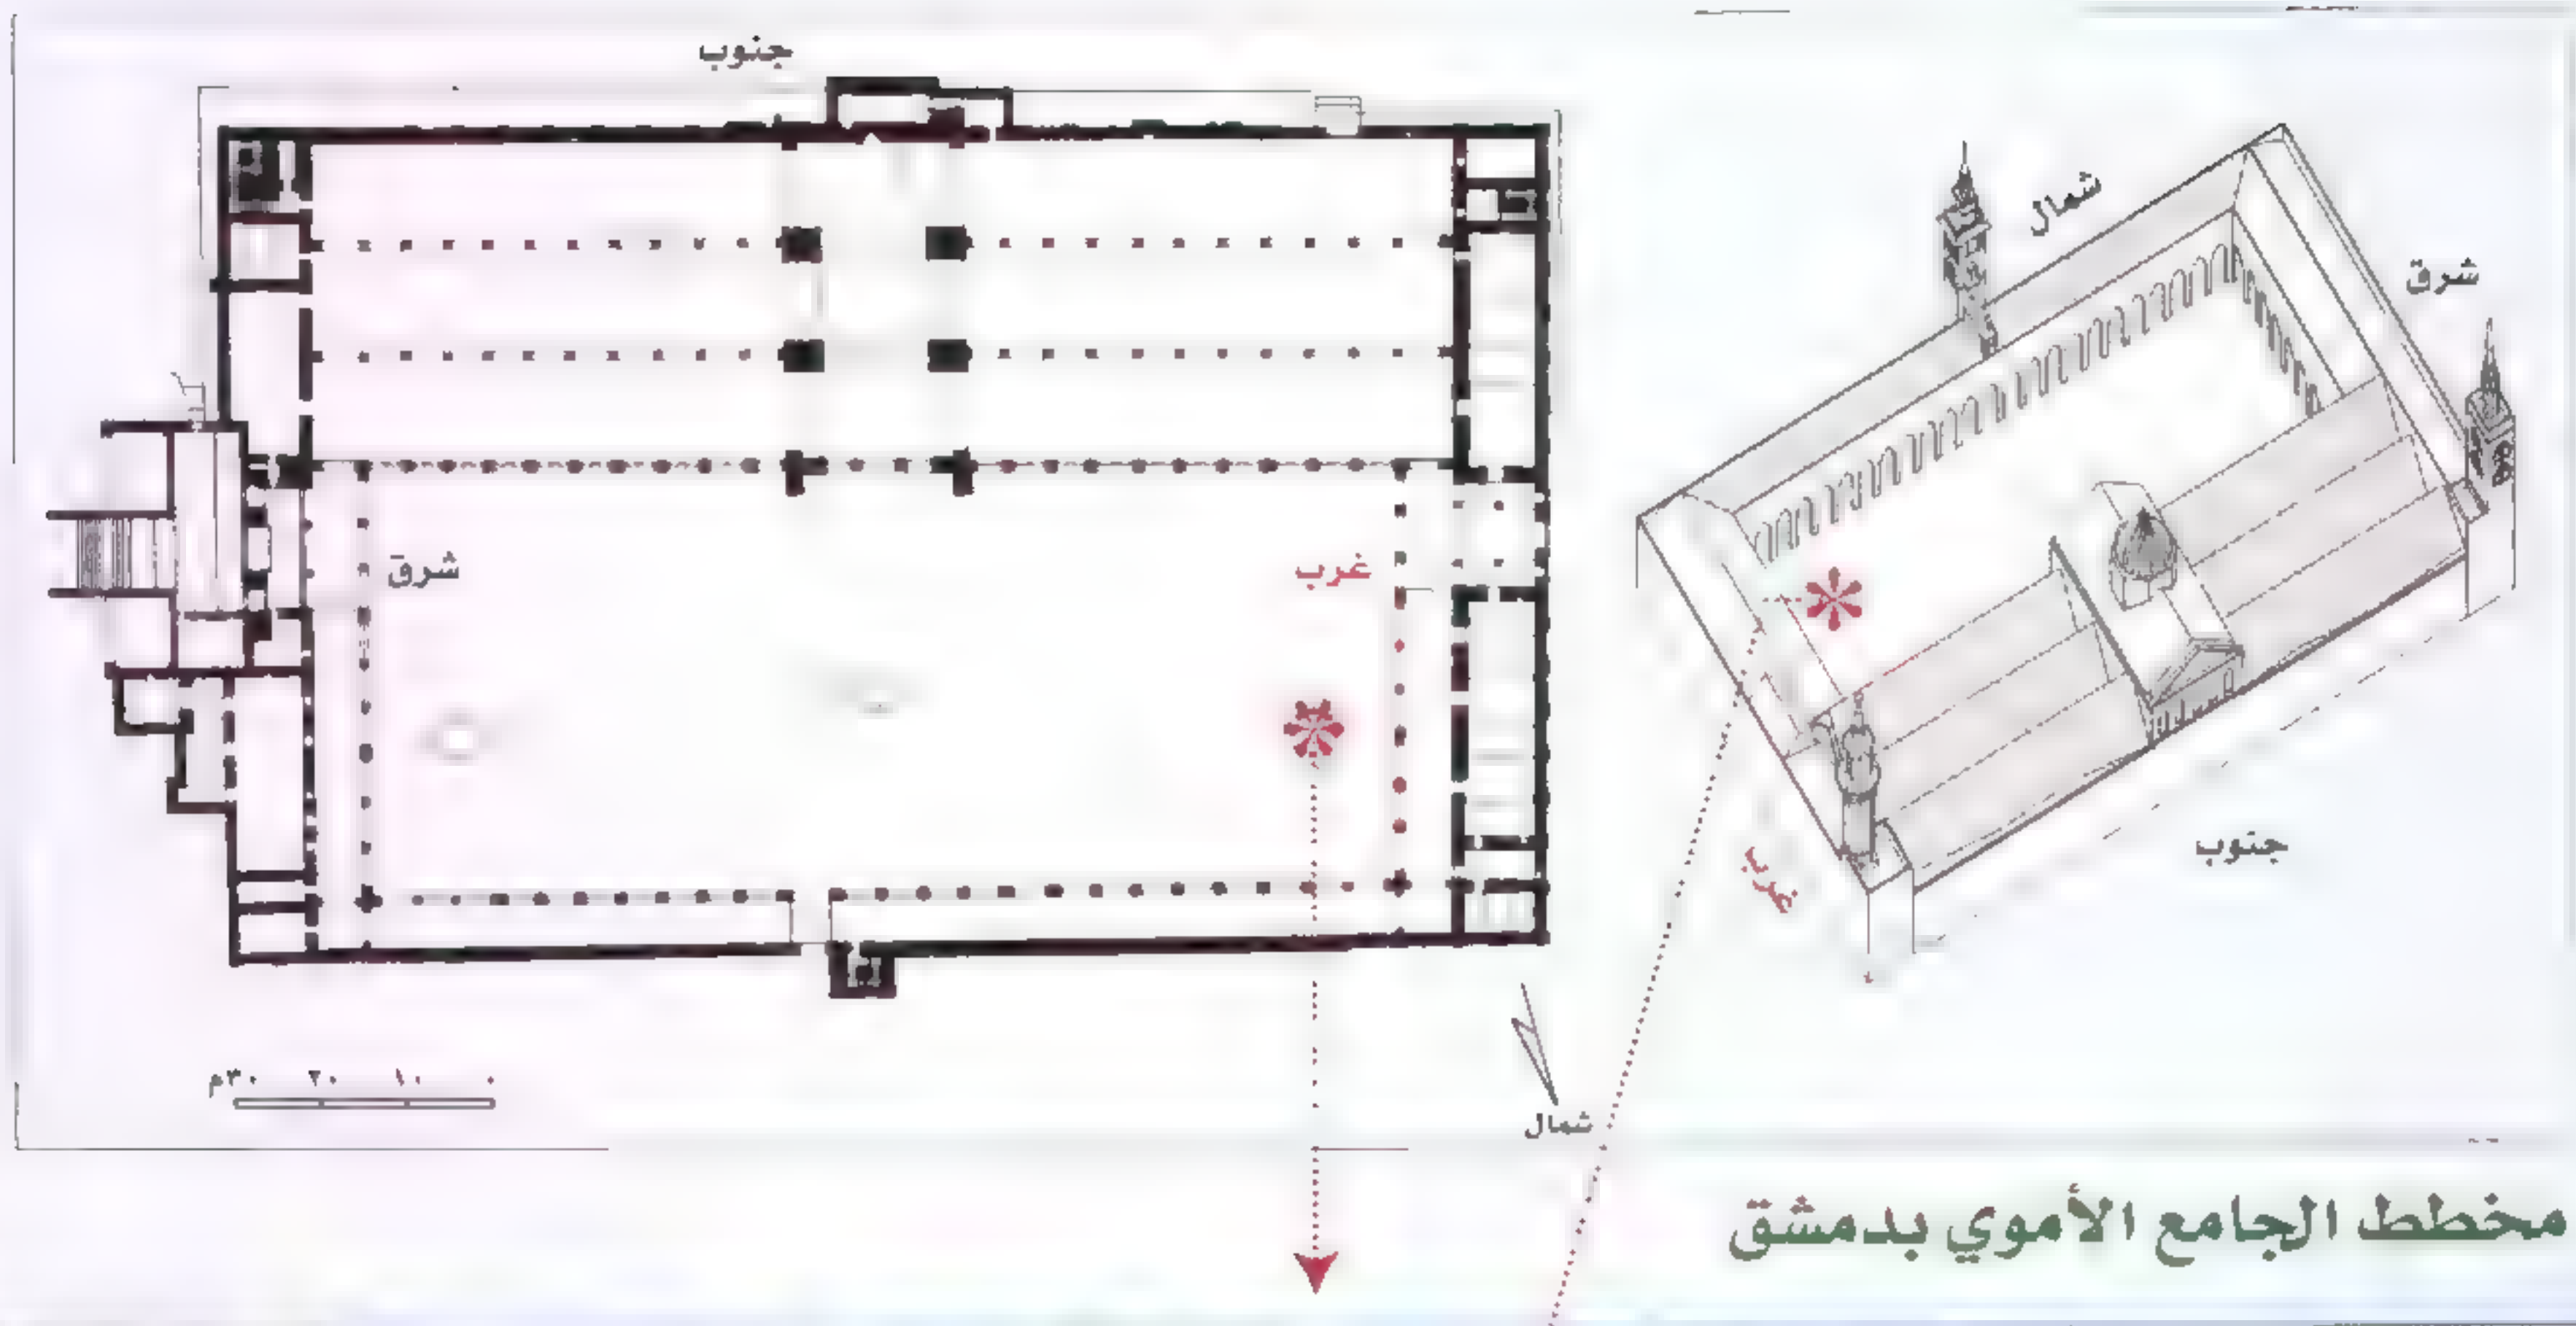 جنوب
شمال
شرق
شرق
غرب
غرب
جنوب
٣٠م ٢٠ ١٠ ٠
شمال
مخطط الجامع الأموي بدمشق